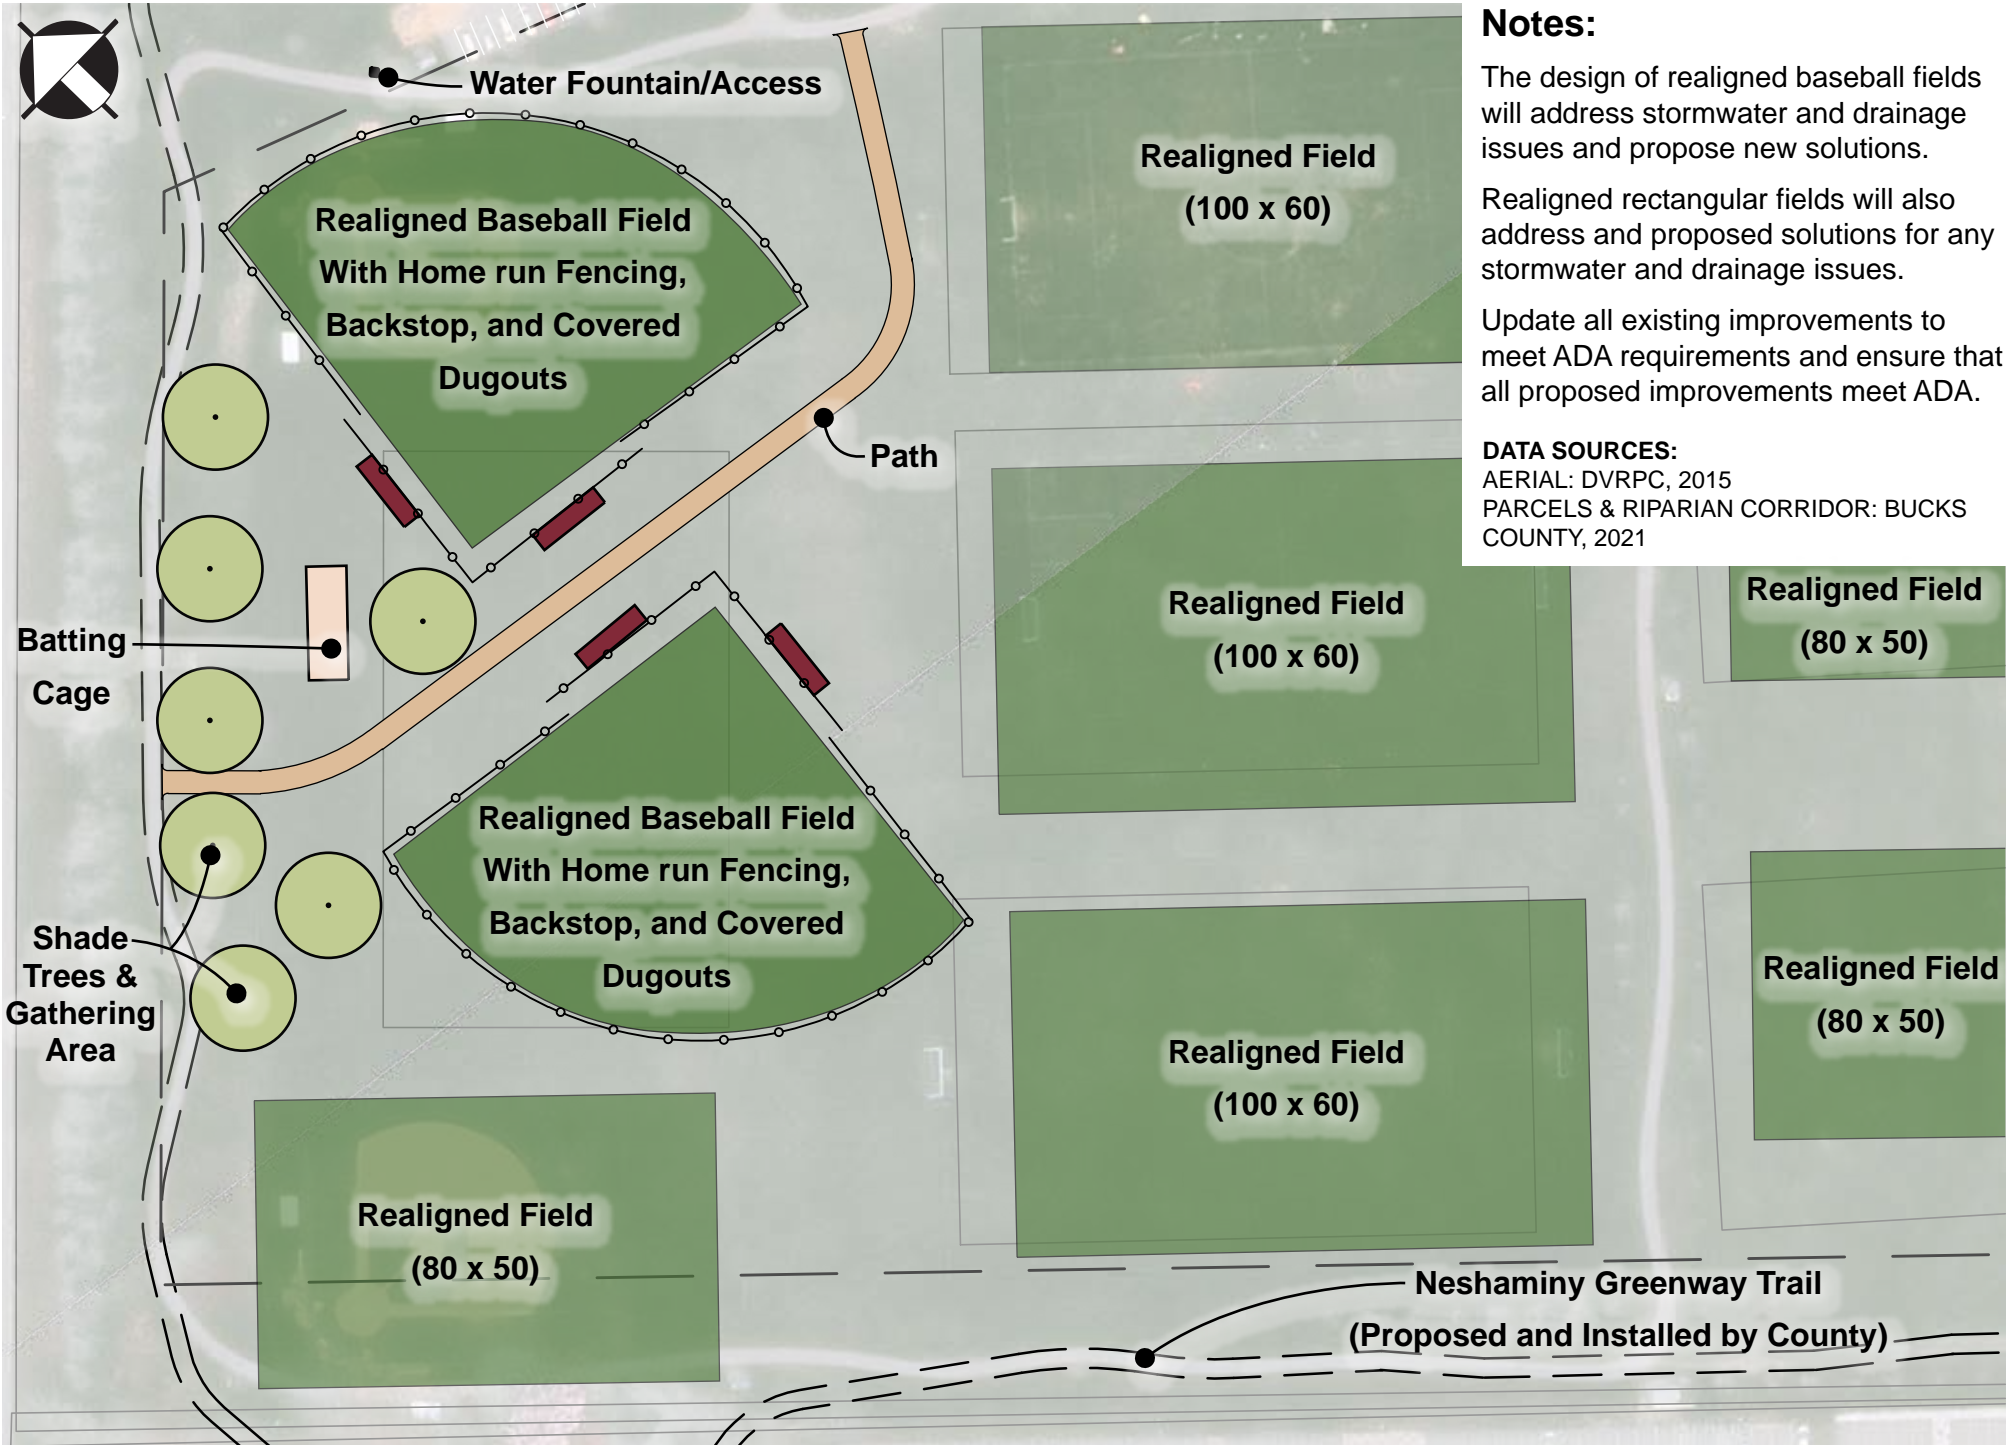 Notes:
The design of realigned baseball fields
will address stormwater and drainage
issues and propose new solutions.
Realigned rectangular fields will also
address and proposed solutions for any
stormwater and drainage issues.
Update all existing improvements to
meet ADA requirements and ensure that
all proposed improvements meet ADA.
DATA SOURCES:
AERIAL: DVRPC, 2015
PARCELS & RIPARIAN CORRIDOR: BUCKS
COUNTY, 2021
Water Fountain/Access
Realigned Baseball Field
With Home run Fencing,
Backstop, and Covered
Dugouts
Realigned Field
(100 x 60)
Path
Realigned Field
(100 x 60)
Realigned Field
(80 x 50)
Batting
Cage
Realigned Baseball Field
With Home run Fencing,
Backstop, and Covered
Dugouts
Shade
Trees &
Gathering
Area
Realigned Field
(100 x 60)
Realigned Field
(80 x 50)
Realigned Field
(80 x 50)
Neshaminy Greenway Trail
(Proposed and Installed by County)